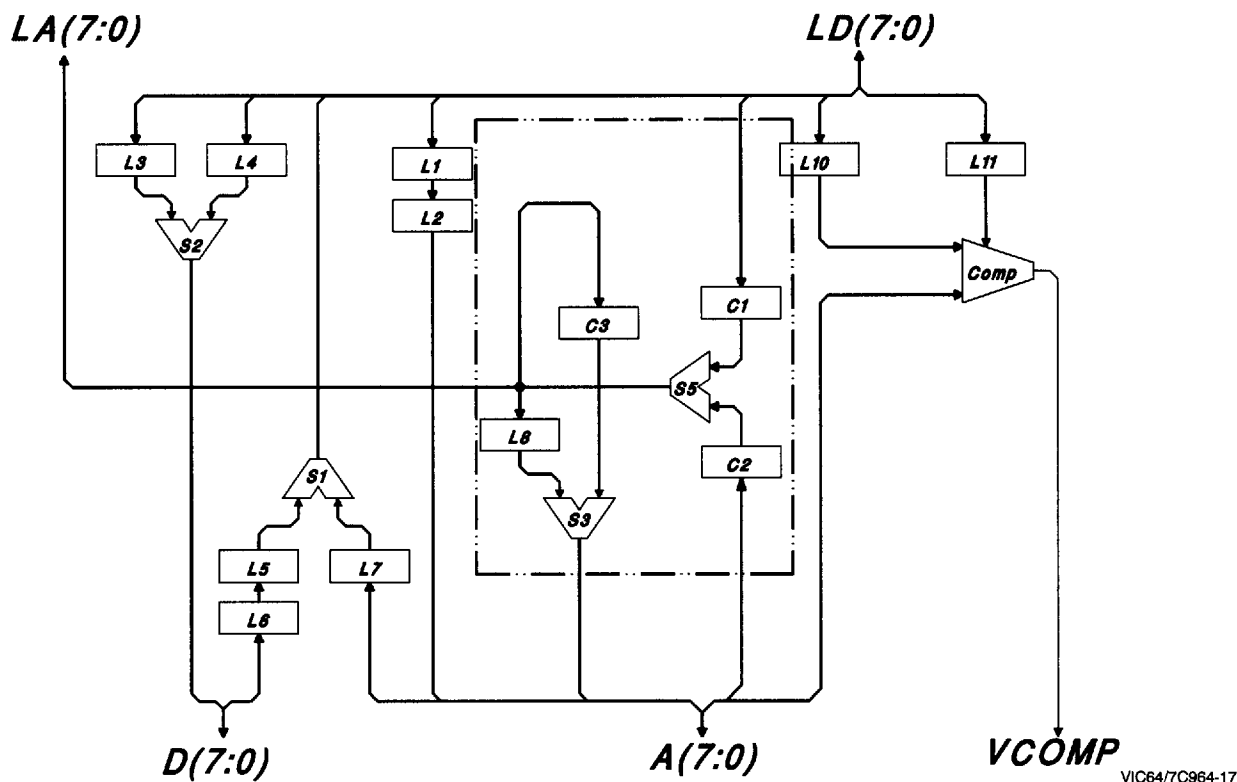 LA(7:0)
LD(7:0)
L3
L4
L1
L10
L11
L2
S2
Comp
C1
C3
S5
L8
C2
S1
S3
L5
L7
L6
D(7:0)
A(7:0)
VCOMP
VIC64/7C964-17